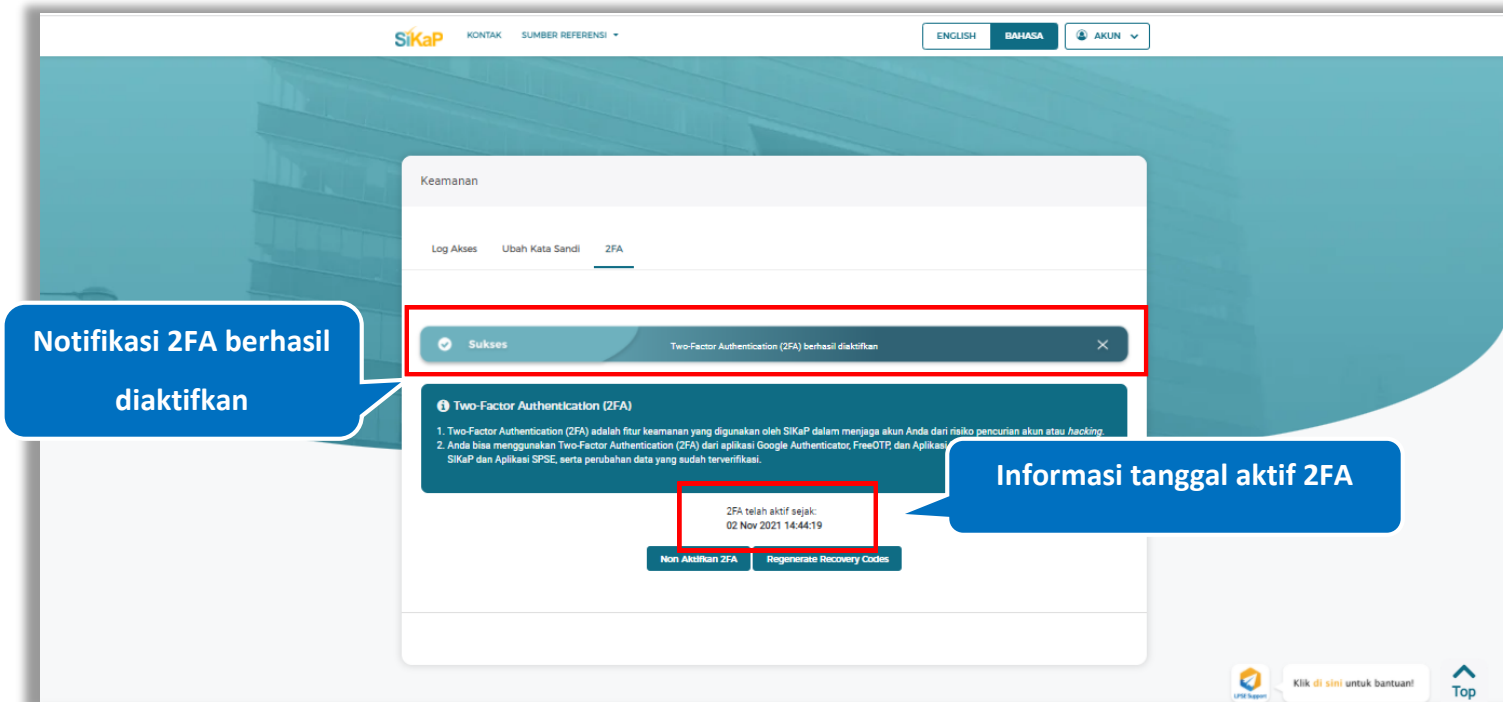 SiKaP KONTAK SUMBER REFERENSI ENGLISH BAHASA AKUN
Keamanan
Log Akses Ubah Kata Sandi 2FA
Notifikasi 2FA berhasil
diaktifkan
Sukses Two-Factor Authentication (2FA) berhasil diaktifkan
Two-Factor Authentication (2FA)
1. Two-Factor Authentication (2FA) adalah fitur keamanan yang digunakan oleh SIKaP dalam menjaga akun Anda dari risiko pencurian akun atau hacking.
2. Anda bisa menggunakan Two-Factor Authentication (2FA) dari aplikasi Google Authenticator, FreeOTP, dan Aplikasi
SIKaP dan Aplikasi SPSE, serta perubahan data yang sudah terverifikasi.
Informasi tanggal aktif 2FA
2FA telah aktif sejak:
02 Nov 2021 14:44:19
Non Aktifkan 2FA Regenerate Recovery Codes
LPSE Support Klik di sini untuk bantuan! Top